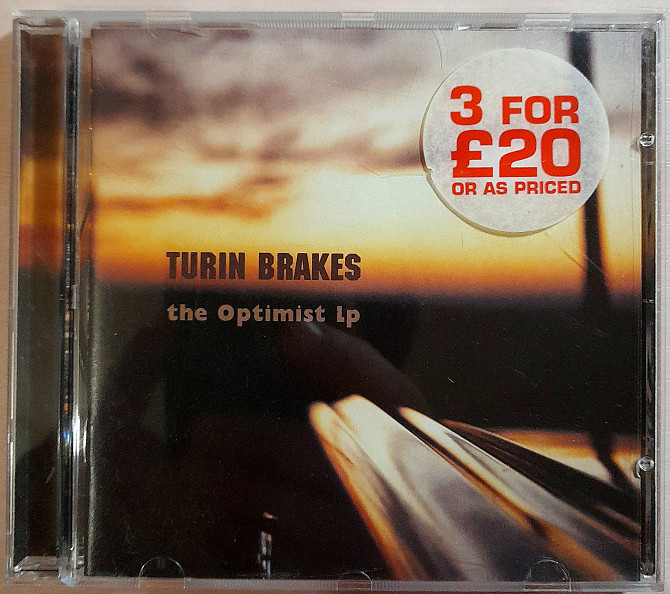 3 FOR
£20
OR AS PRICED
TURIN BRAKES
the Optimist Lp